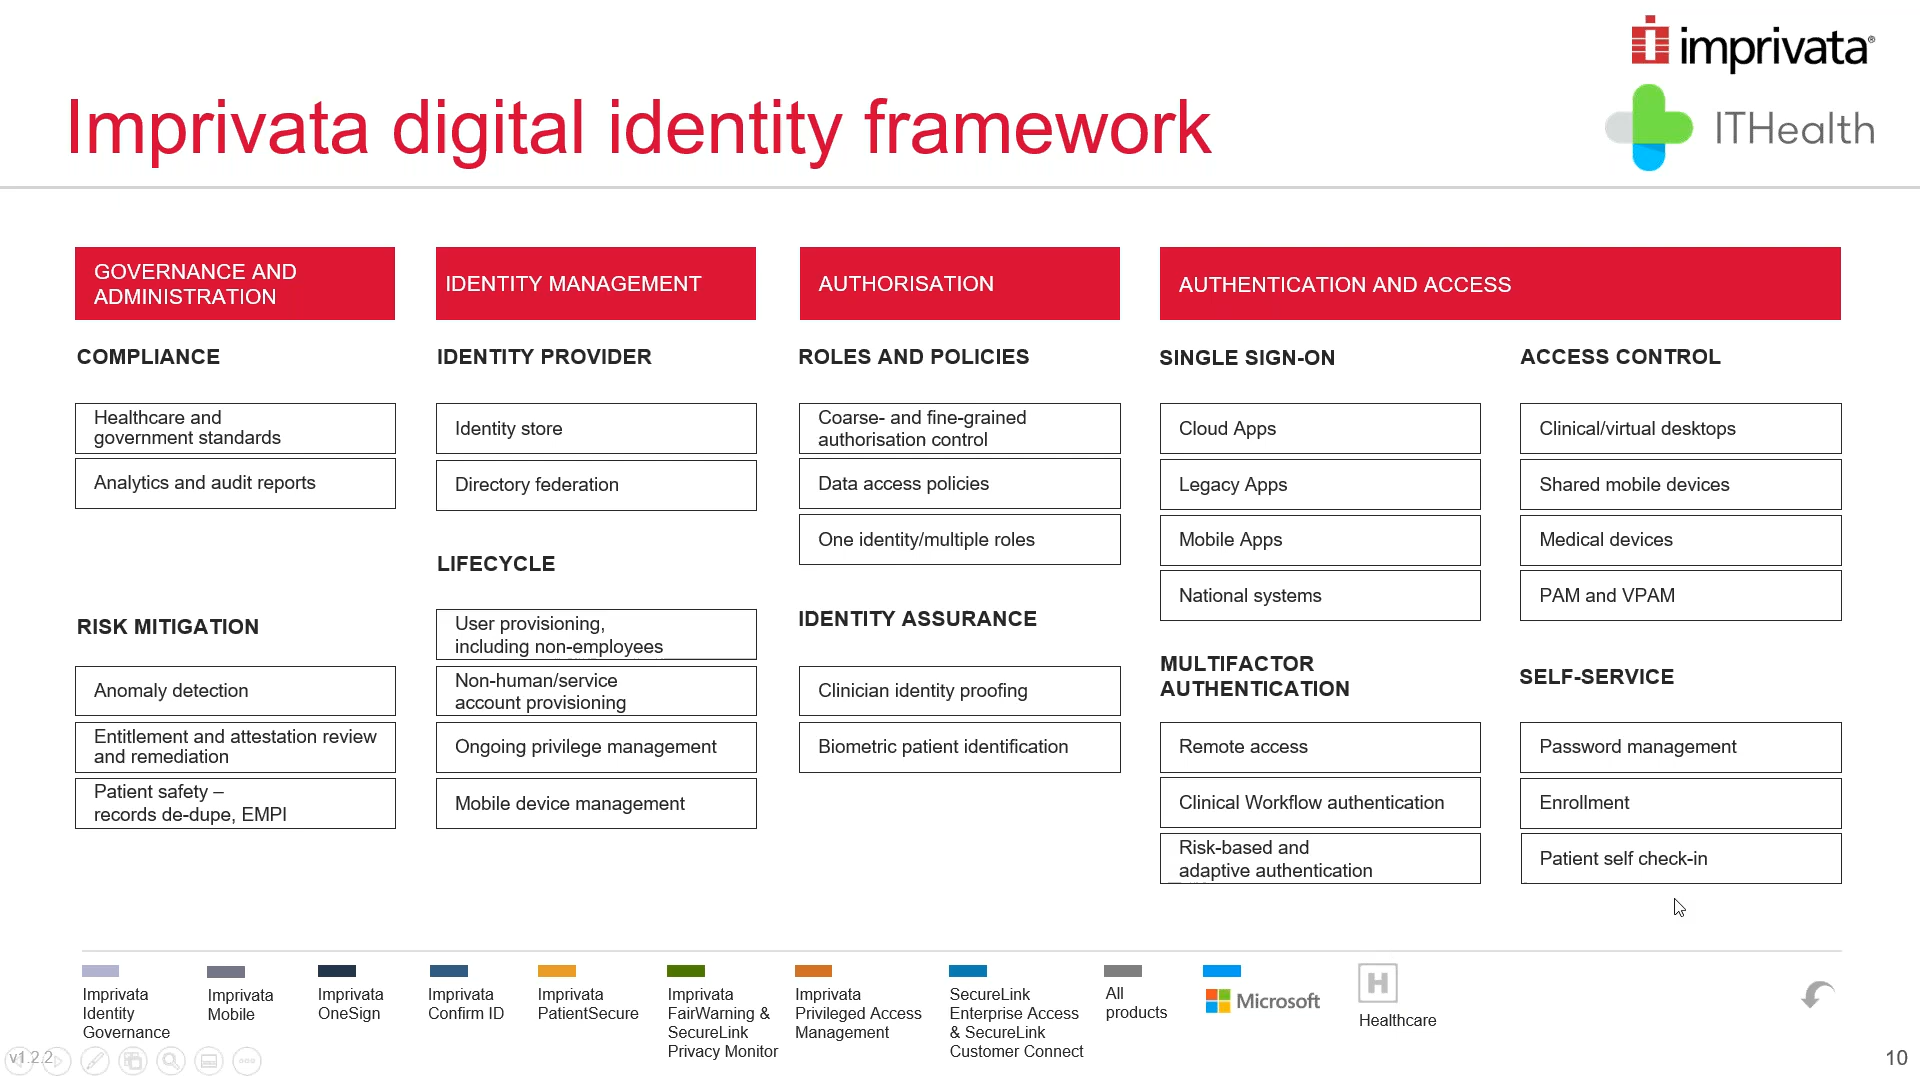 imprivata®
ITHealth
Imprivata digital identity framework
GOVERNANCE AND
ADMINISTRATION
COMPLIANCE
Healthcare and
government standards
Analytics and audit reports
RISK MITIGATION
Anomaly detection
Entitlement and attestation review
and remediation
Patient safety –
records de-dupe, EMPI
IDENTITY MANAGEMENT
IDENTITY PROVIDER
Identity store
Directory federation
LIFECYCLE
User provisioning,
including non-employees
Non-human/service
account provisioning
Ongoing privilege management
Mobile device management
AUTHORISATION
ROLES AND POLICIES
Coarse- and fine-grained
authorisation control
Data access policies
One identity/multiple roles
IDENTITY ASSURANCE
Clinician identity proofing
Biometric patient identification
AUTHENTICATION AND ACCESS
SINGLE SIGN-ON
Cloud Apps
Legacy Apps
Mobile Apps
National systems
MULTIFACTOR
AUTHENTICATION
Remote access
Clinical Workflow authentication
Risk-based and
adaptive authentication
ACCESS CONTROL
Clinical/virtual desktops
Shared mobile devices
Medical devices
PAM and VPAM
SELF-SERVICE
Password management
Enrollment
Patient self check-in
Imprivata
Identity
Governance
Imprivata
Mobile
Imprivata
OneSign
Imprivata
Confirm ID
Imprivata
PatientSecure
Imprivata
FairWarning &
SecureLink
Privacy Monitor
Imprivata
Privileged Access
Management
SecureLink
Enterprise Access
& SecureLink
Customer Connect
All
products
Microsoft
H
Healthcare
v1.2.2
10